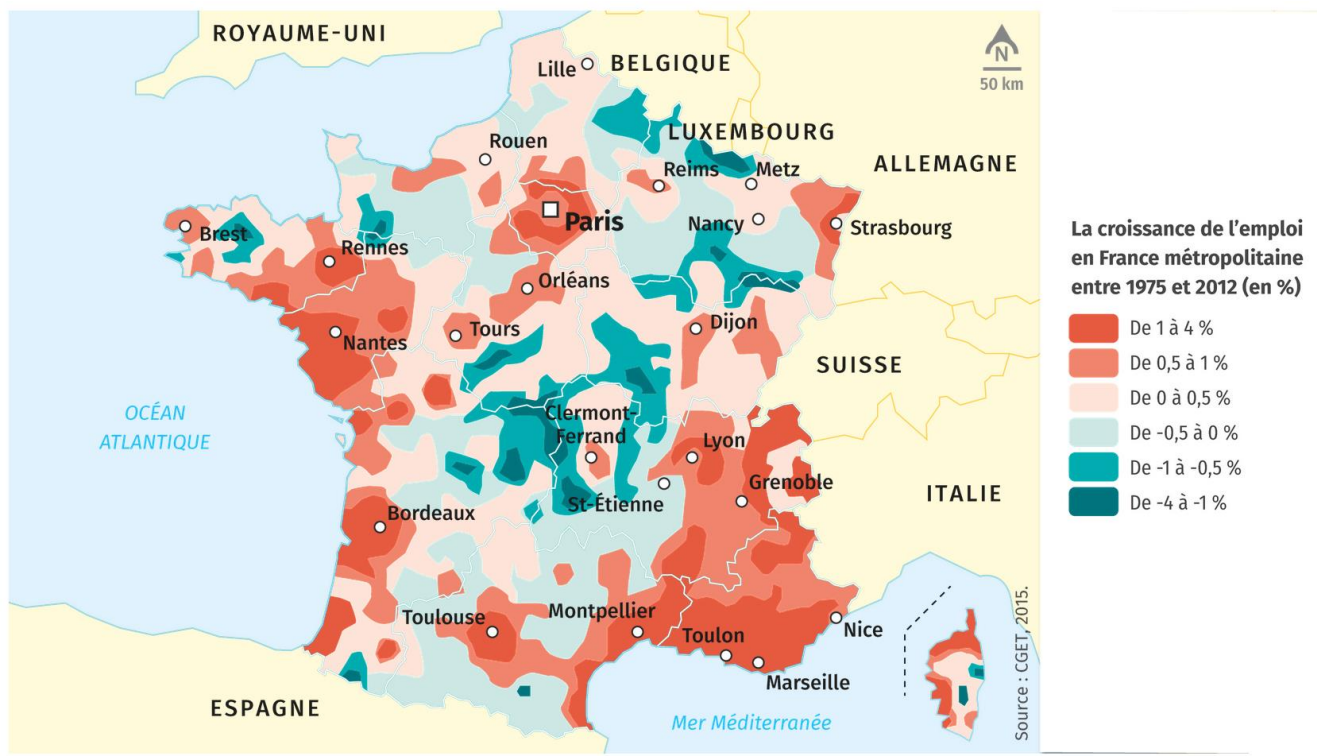 ROYAUME-UNI
BELGIQUE
LUXEMBOURG
ALLEMAGNE
SUISSE
ITALIE
ESPAGNE
OCÉAN
ATLANTIQUE
Mer Méditerranée
N
50 km
Lille
Rouen
Reims
Metz
Paris
Nancy
Strasbourg
Brest
Rennes
Orléans
Nantes
Tours
Dijon
Clermont-
Ferrand
Lyon
Grenoble
St-Étienne
Bordeaux
Toulouse
Montpellier
Toulon
Nice
Marseille
Source : CGET, 2015.
La croissance de l'emploi
en France métropolitaine
entre 1975 et 2012 (en %)
De 1 à 4 %
De 0,5 à 1 %
De 0 à 0,5 %
De -0,5 à 0 %
De -1 à -0,5 %
De -4 à -1 %